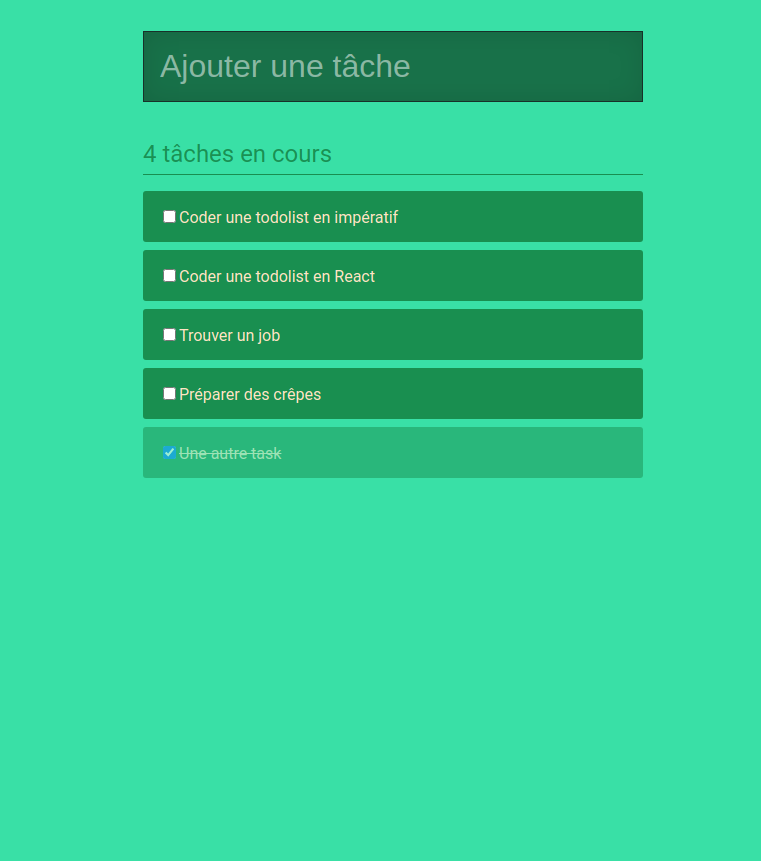 Ajouter une tâche
4 tâches en cours
Coder une todolist en impératif
Coder une todolist en React
Trouver un job
Préparer des crêpes
Une autre task